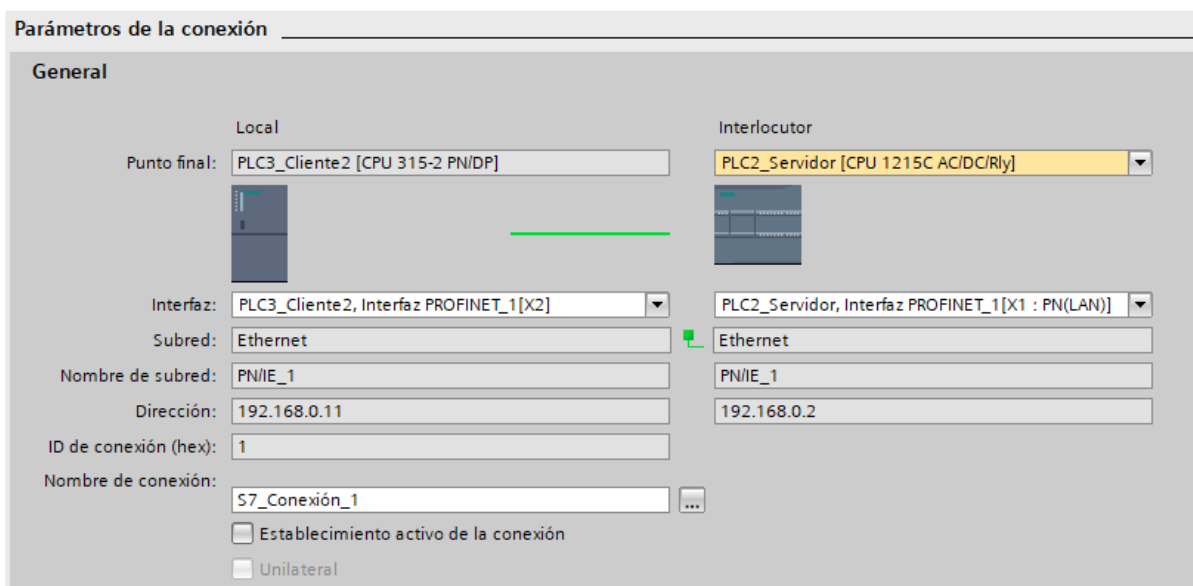 Parámetros de la conexión
General
Local Interlocutor
Punto final: PLC3_Cliente2 [CPU 315-2 PN/DP] PLC2_Servidor [CPU 1215C AC/DC/Rly]
Interfaz: PLC3_Cliente2, Interfaz PROFINET_1[X2] PLC2_Servidor, Interfaz PROFINET_1[X1 : PN(LAN)]
Subred: Ethernet Ethernet
Nombre de subred: PN/IE_1 PN/IE_1
Dirección: 192.168.0.11 192.168.0.2
ID de conexión (hex): 1
Nombre de conexión:
S7_Conexión_1 ...
Establecimiento activo de la conexión
Unilateral